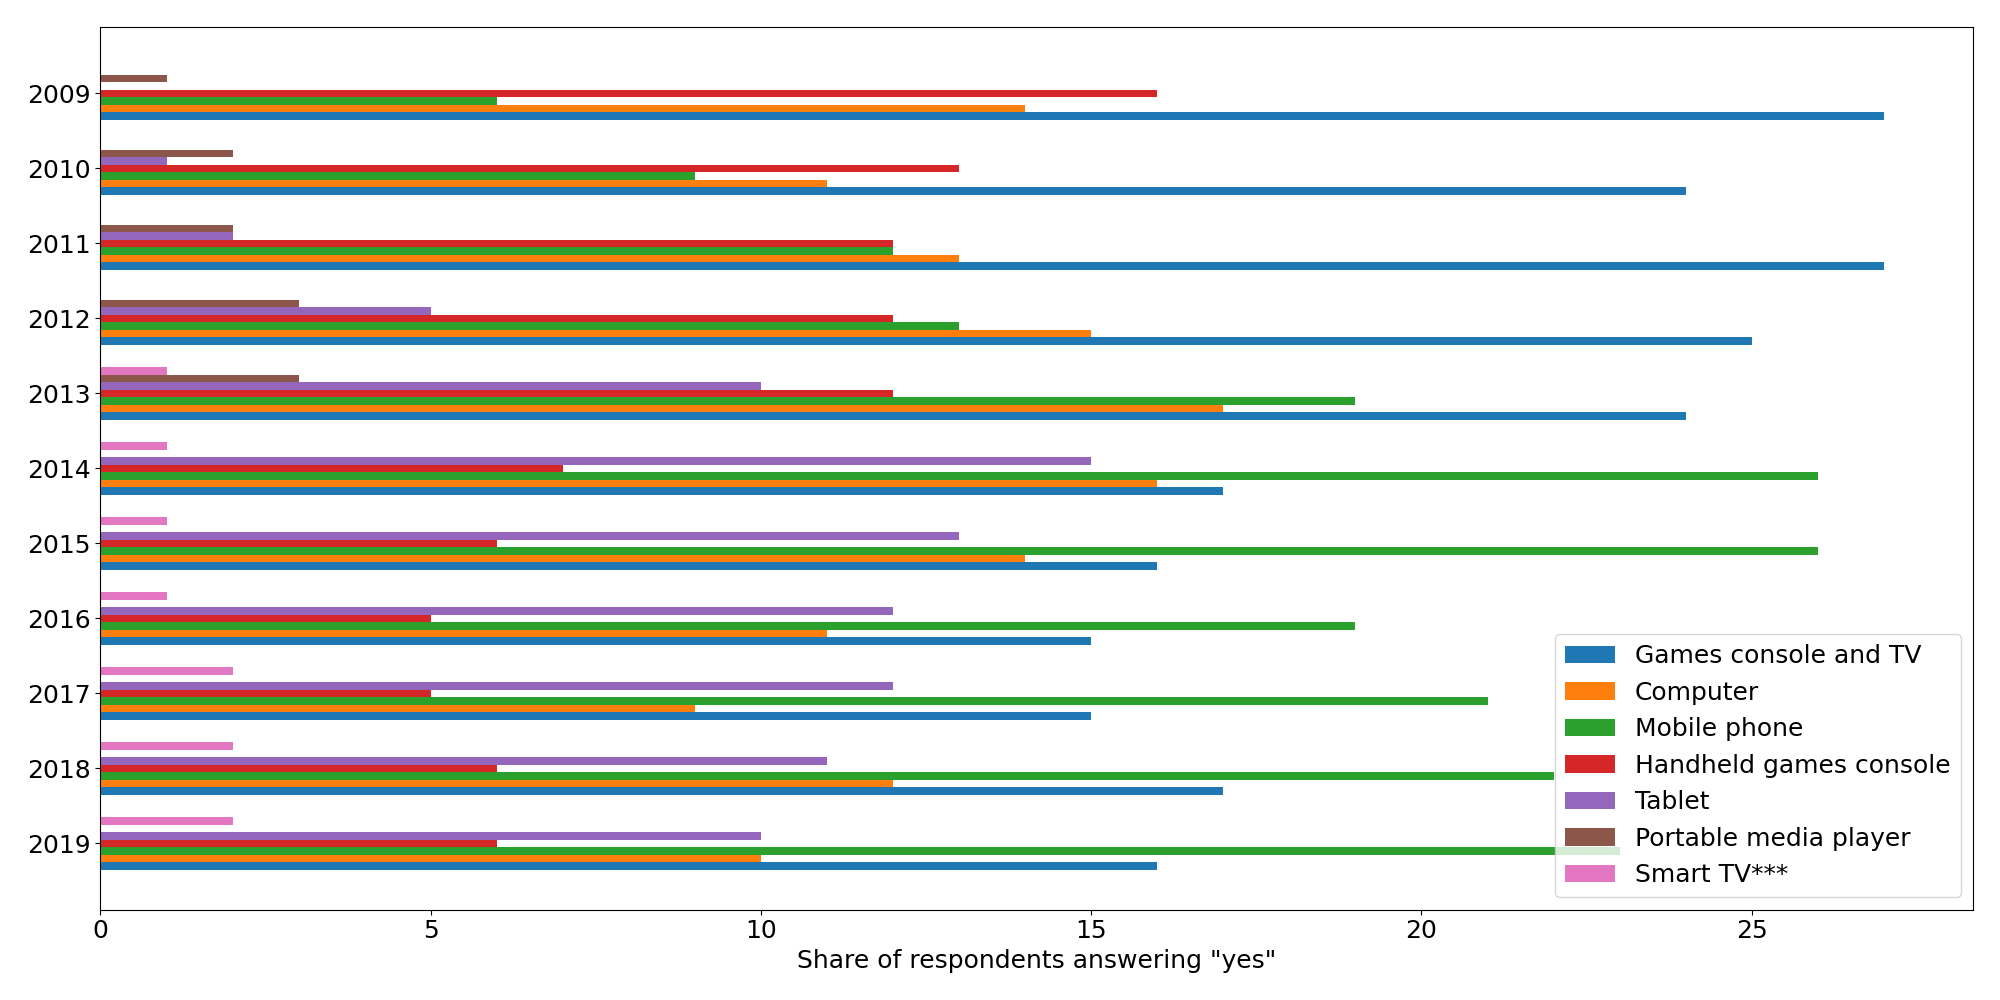 2009
2010
2011
2012
2013
2014
2015
2016
2017
2018
2019
0 5 10 15 20 25
Share of respondents answering "yes"
Games console and TV
Computer
Mobile phone
Handheld games console
Tablet
Portable media player
Smart TV***